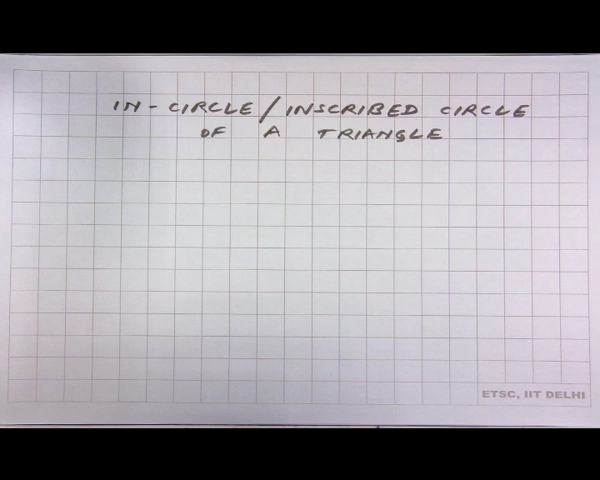 IN-CIRCLE/INSCRIBED CIRCLE
OF A TRIANGLE
ETSC, IIT DELHI